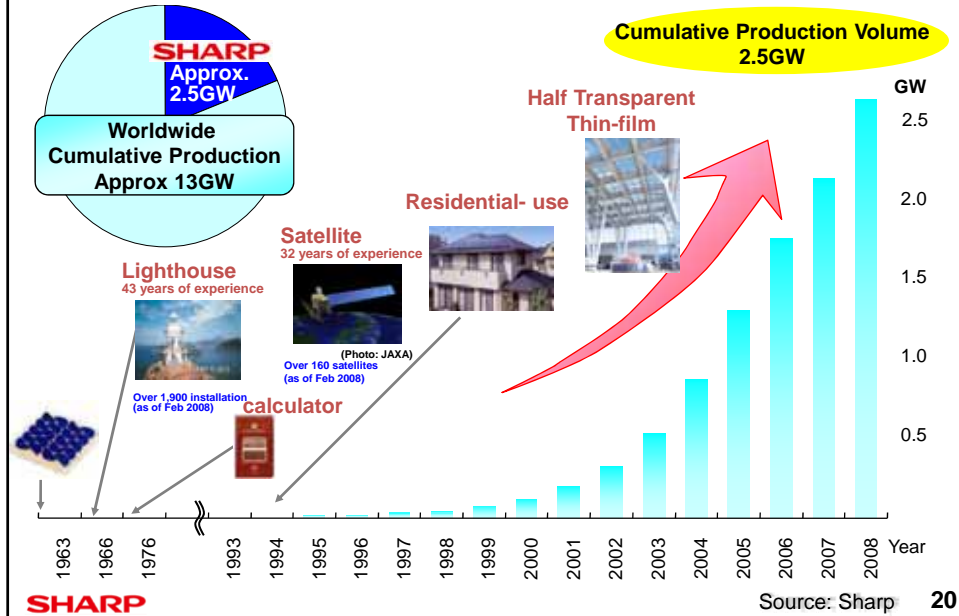 SHARP
Approx.
2.5GW
Worldwide
Cumulative Production
Approx 13GW
Cumulative Production Volume
2.5GW
GW
2.5
2.0
1.5
1.0
0.5
Half Transparent
Thin-film
Residential- use
Satellite
32 years of experience
(Photo: JAXA)
Over 160 satellites
(as of Feb 2008)
Lighthouse
43 years of experience
Over 1,900 installation
(as of Feb 2008)
calculator
1963
1966
1976
1993
1994
1995
1996
1997
1998
1999
2000
2001
2002
2003
2004
2005
2006
2007
2008
Year
SHARP
Source: Sharp
20